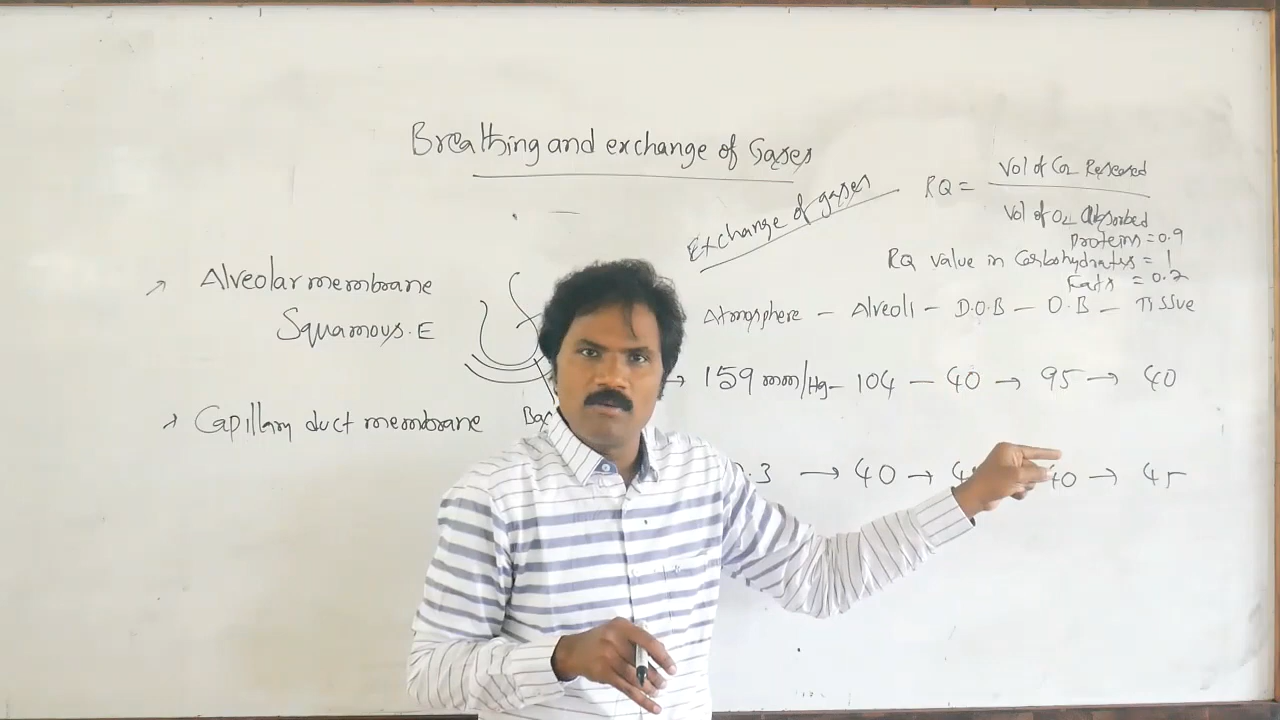 Breathing and exchange of Gases
Exchange of gases
RQ = Vol of CO2 Released
Vol of O2 Absorbed
Proteins = 0.9
RQ value in Carbohydrates = 1
Fats = 0.7
Alveolar membrane
Squamous.E
Capillary duct membrane
Atmosphere - Alveoli - D.O.B - O.B - Tissue
159 mm/Hg - 104 - 40 → 95 → 40
.3 → 40 → 40 → 45